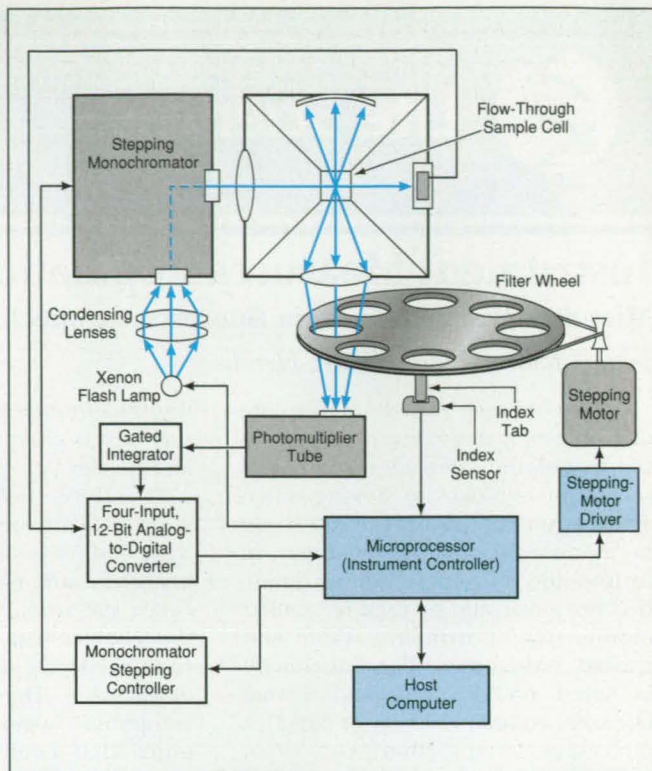 Stepping
Monochromator
Flow-Through
Sample Cell
Condensing
Lenses
Filter Wheel
Xenon
Flash Lamp
Index
Tab
Stepping
Motor
Gated
Integrator
Photomultiplier
Tube
Index
Sensor
Four-Input,
12-Bit Analog-
to-Digital
Converter
Microprocessor
(Instrument Controller)
Stepping-
Motor
Driver
Monochromator
Stepping
Controller
Host
Computer